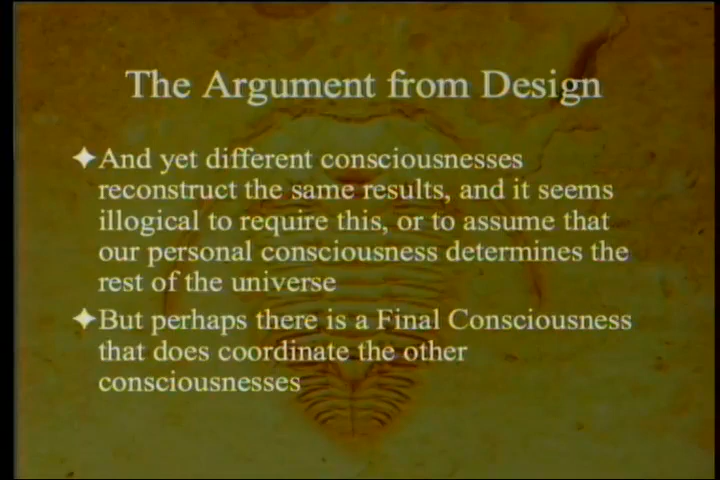 The Argument from Design
✦And yet different consciousnesses
reconstruct the same results, and it seems
illogical to require this, or to assume that
our personal consciousness determines the
rest of the universe
✦But perhaps there is a Final Consciousness
that does coordinate the other
consciousnesses